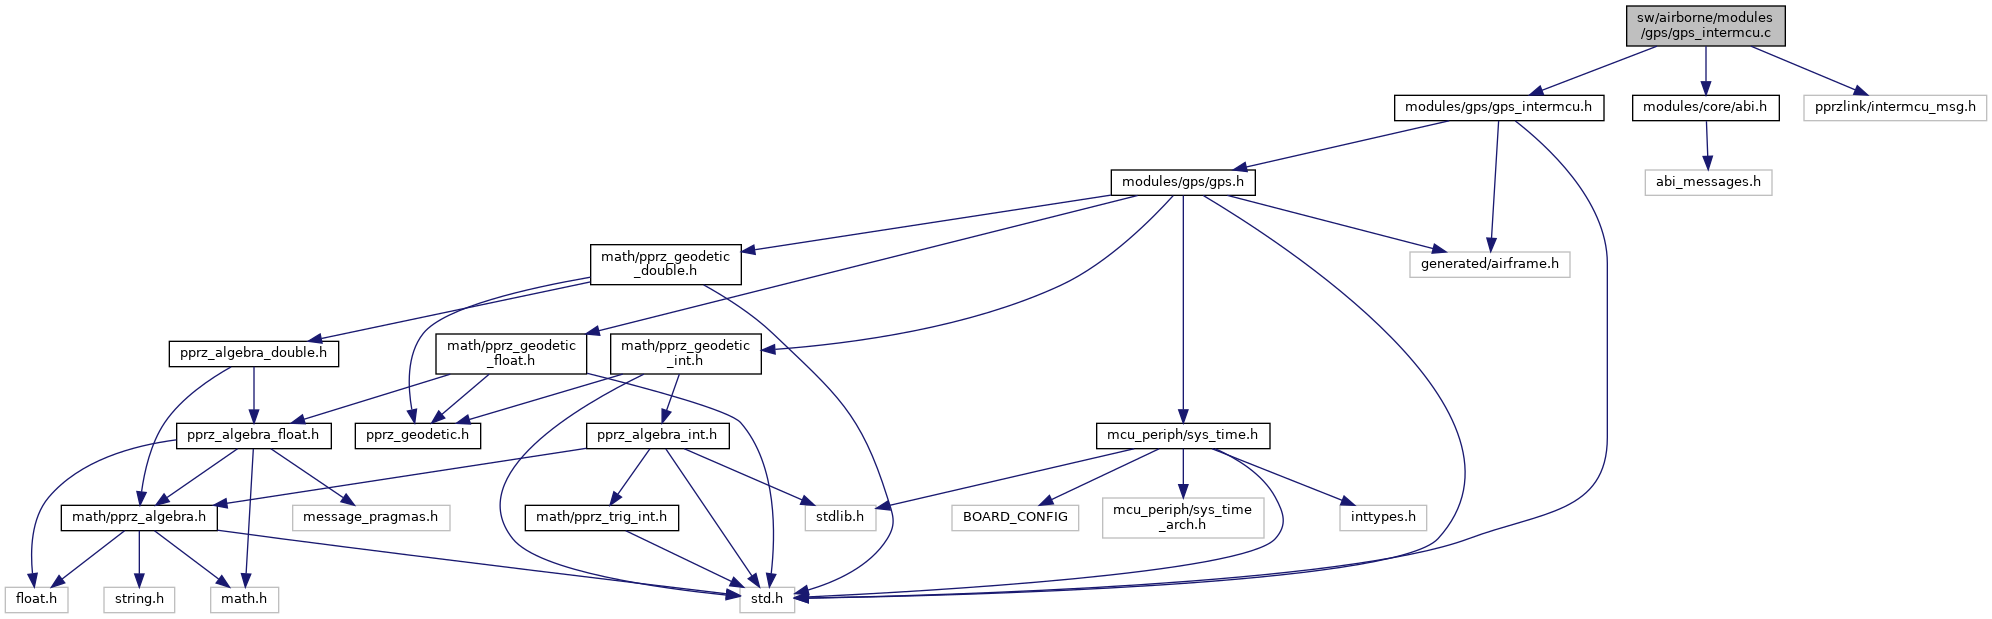 sw/airborne/modules
/gps/gps_intermcu.c
modules/gps/gps_intermcu.h
modules/core/abi.h
pprzlink/intermcu_msg.h
modules/gps/gps.h
abi_messages.h
math/pprz_geodetic
_double.h
generated/airframe.h
pprz_algebra_double.h
math/pprz_geodetic
_float.h
math/pprz_geodetic
_int.h
pprz_algebra_float.h
pprz_geodetic.h
pprz_algebra_int.h
mcu_periph/sys_time.h
math/pprz_algebra.h
message_pragmas.h
math/pprz_trig_int.h
stdlib.h
BOARD_CONFIG
mcu_periph/sys_time
_arch.h
inttypes.h
float.h
string.h
math.h
std.h